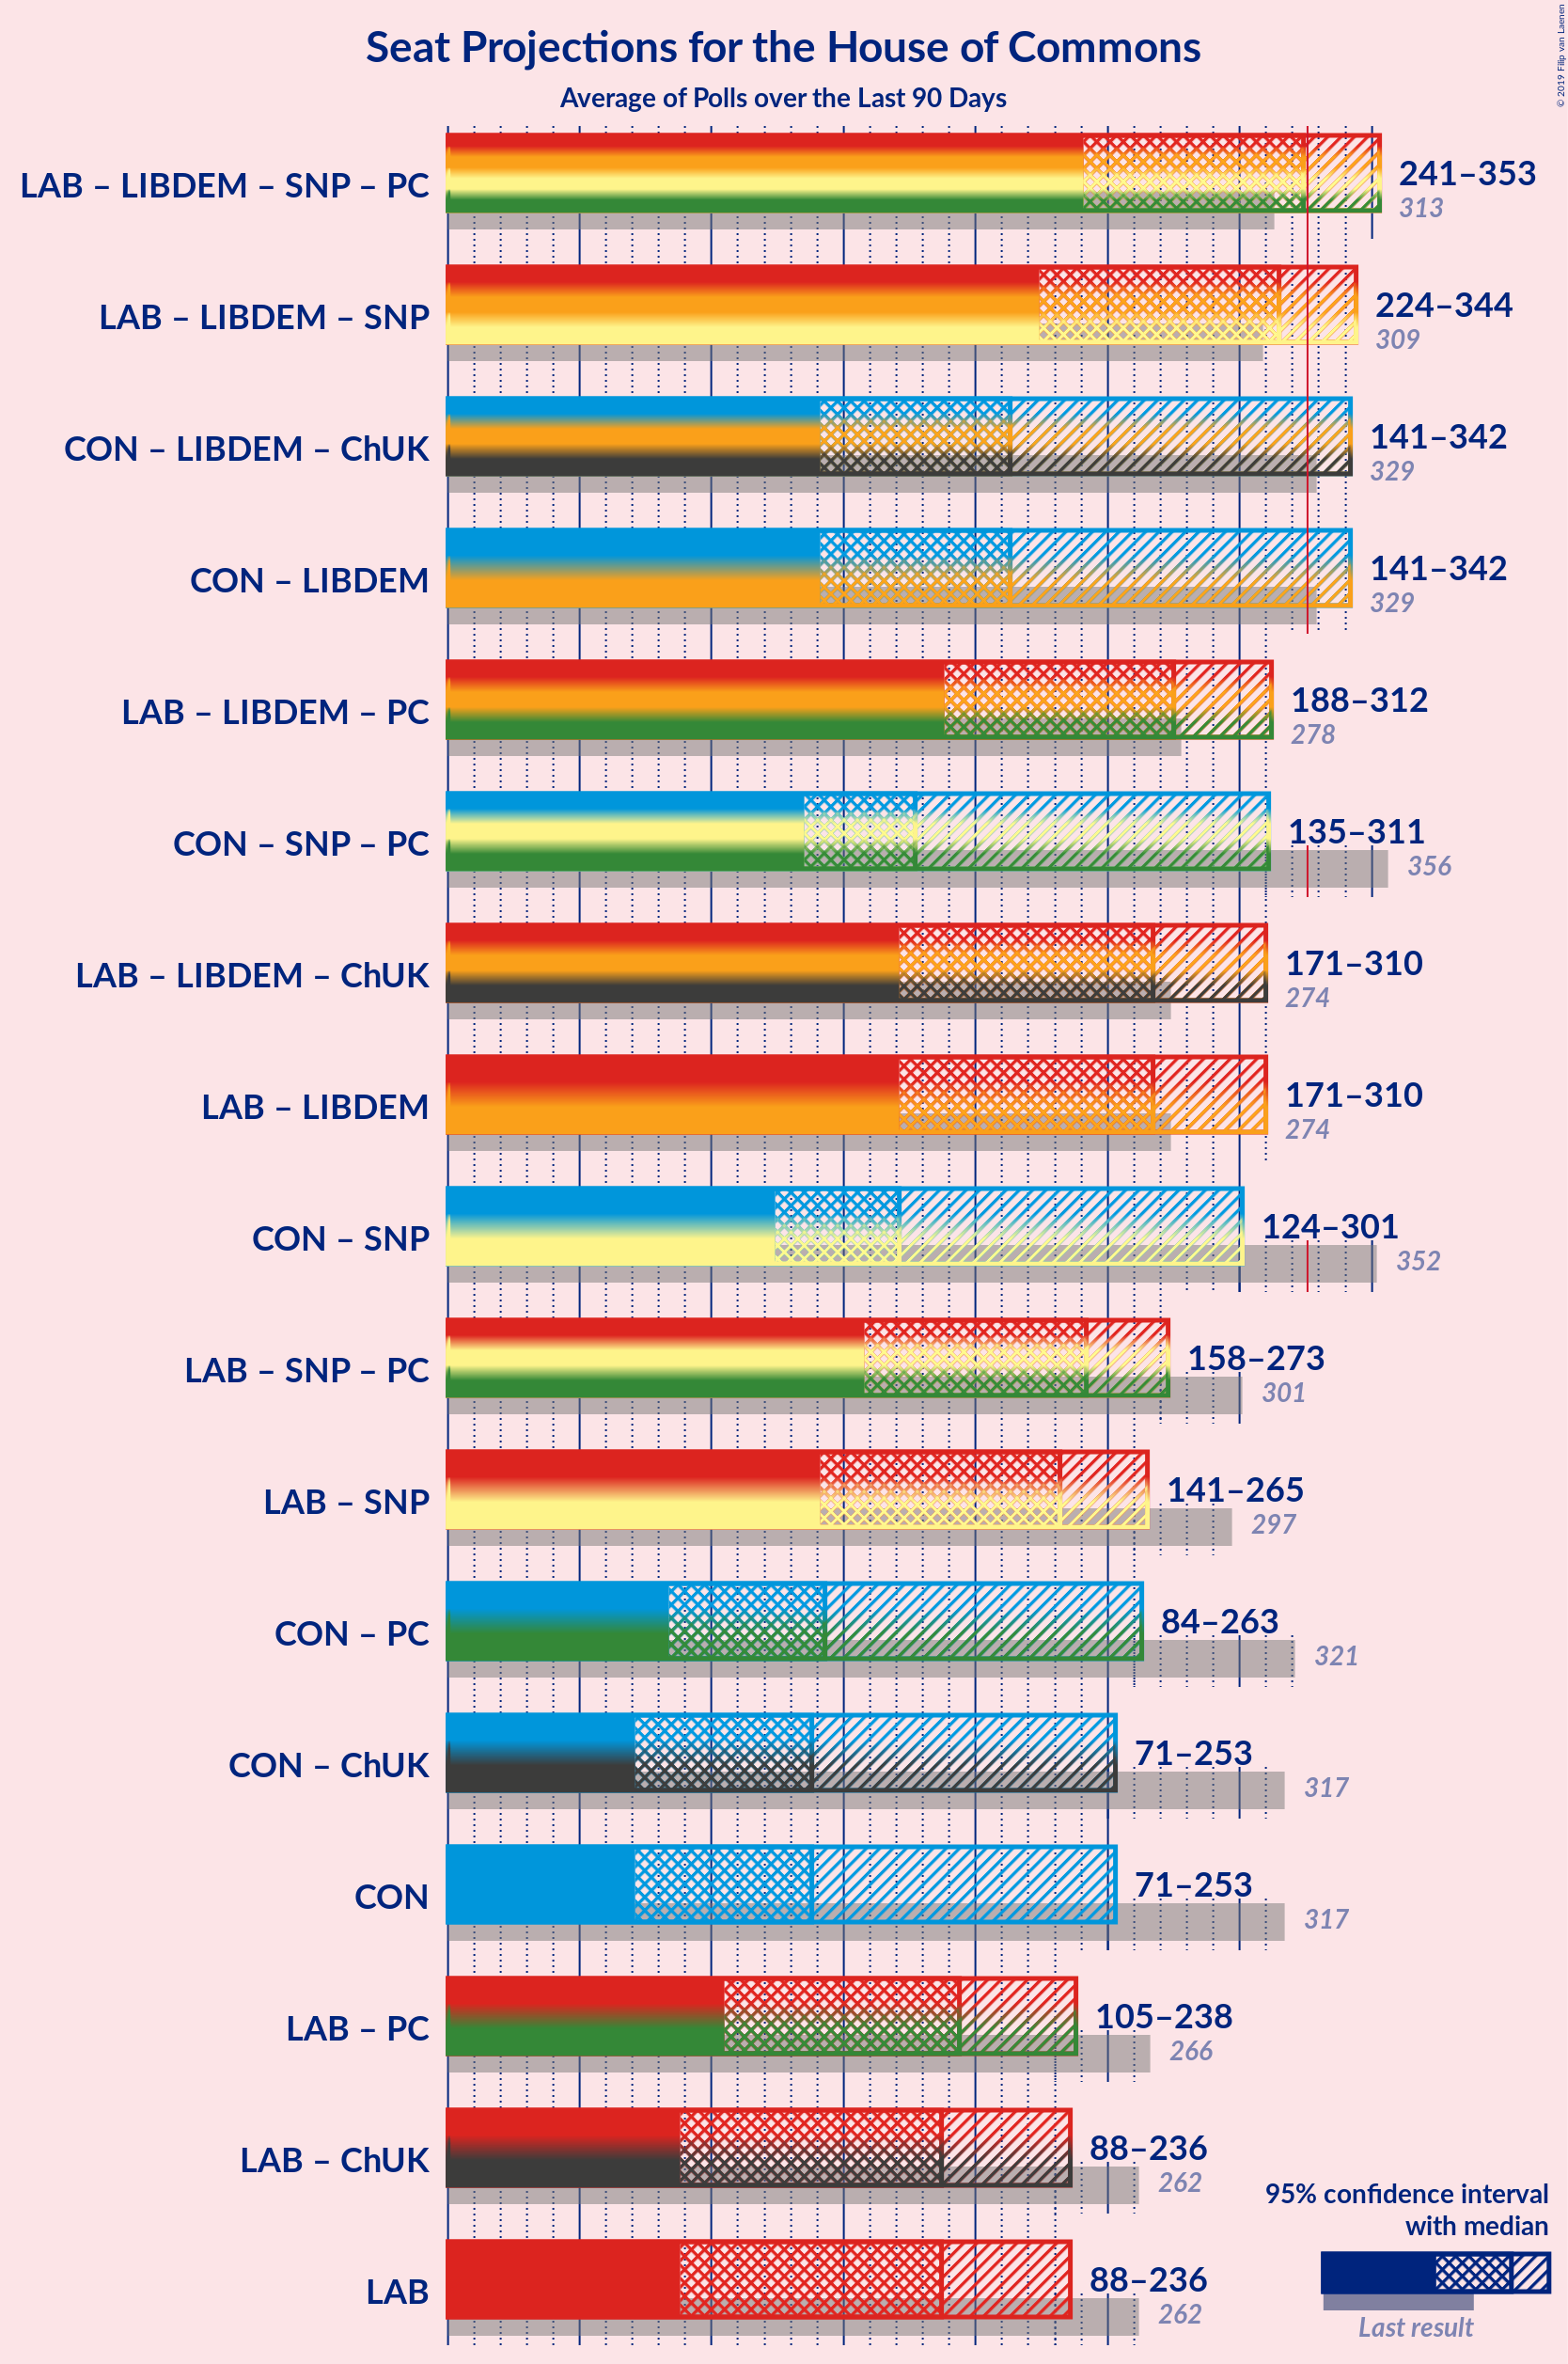 Seat Projections for the House of Commons
Average of Polls over the Last 90 Days
© 2019 Filip van Laenen
LAB – LIBDEM – SNP – PC
241–353
313
LAB – LIBDEM – SNP
224–344
309
CON – LIBDEM – ChUK
141–342
329
CON – LIBDEM
141–342
329
LAB – LIBDEM – PC
188–312
278
CON – SNP – PC
135–311
356
LAB – LIBDEM – ChUK
171–310
274
LAB – LIBDEM
171–310
274
CON – SNP
124–301
352
LAB – SNP – PC
158–273
301
LAB – SNP
141–265
297
CON – PC
84–263
321
CON – ChUK
71–253
317
CON
71–253
317
LAB – PC
105–238
266
LAB – ChUK
88–236
262
LAB
88–236
262
95% confidence interval
with median
Last result